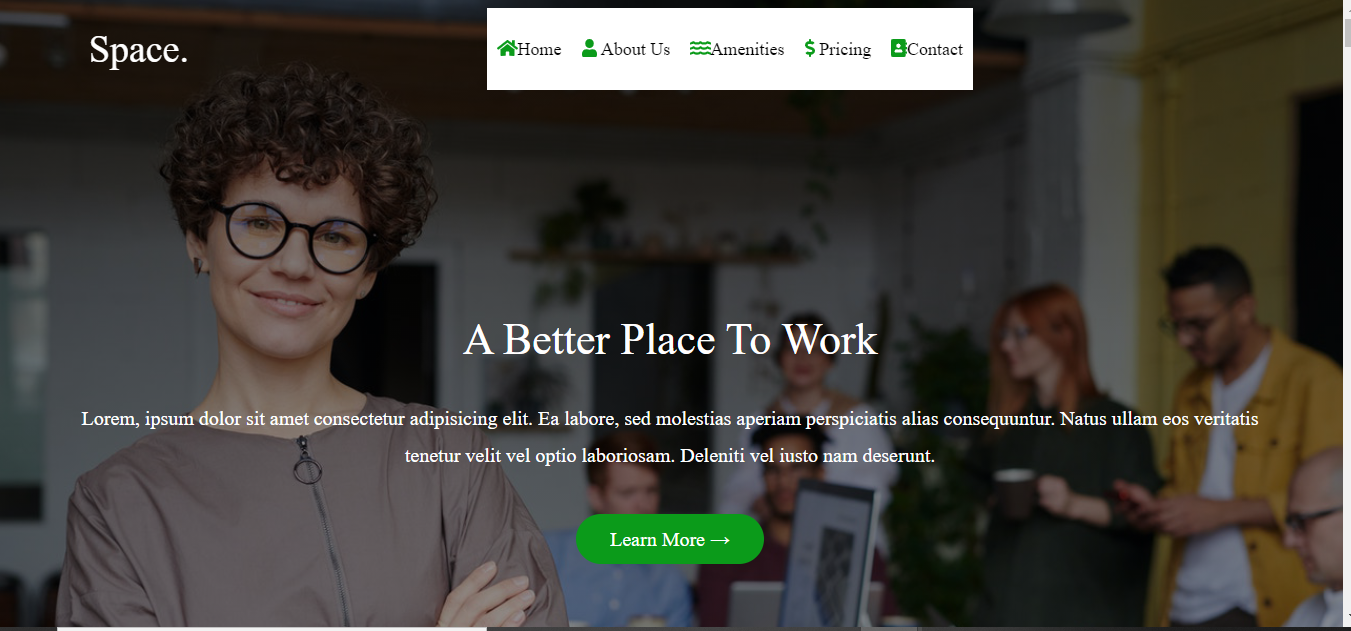 Space.
Home About Us Amenities Pricing Contact
A Better Place To Work
Lorem, ipsum dolor sit amet consectetur adipisicing elit. Ea labore, sed molestias aperiam perspiciatis alias consequuntur. Natus ullam eos veritatis
tenetur velit vel optio laboriosam. Deleniti vel iusto nam deserunt.
Learn More →